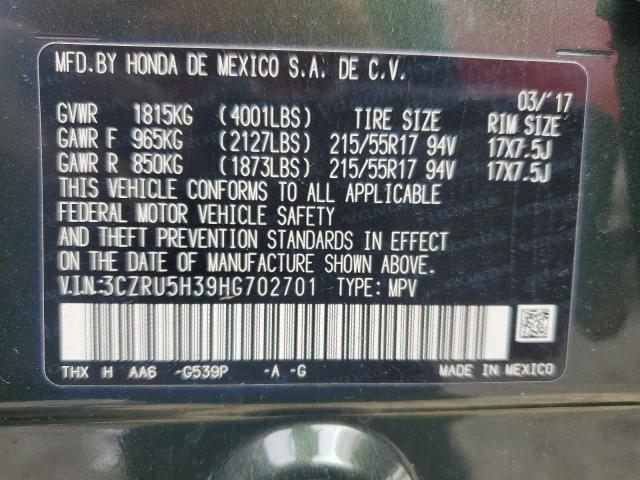 MFD.BY HONDA DE MEXICO S.A. DE C.V.
03/'17
GVWR 1815KG (4001LBS) TIRE SIZE RIM SIZE
GAWR F 965KG (2127LBS) 215/55R17 94V 17X7.5J
GAWR R 850KG (1873LBS) 215/55R17 94V 17X7.5J
THIS VEHICLE CONFORMS TO ALL APPLICABLE
FEDERAL MOTOR VEHICLE SAFETY
AND THEFT PREVENTION STANDARDS IN EFFECT
ON THE DATE OF MANUFACTURE SHOWN ABOVE.
V.I.N.:3CZRU5H39HG702701 TYPE: MPV
THX H AA6 -G539P -A -G MADE IN MEXICO